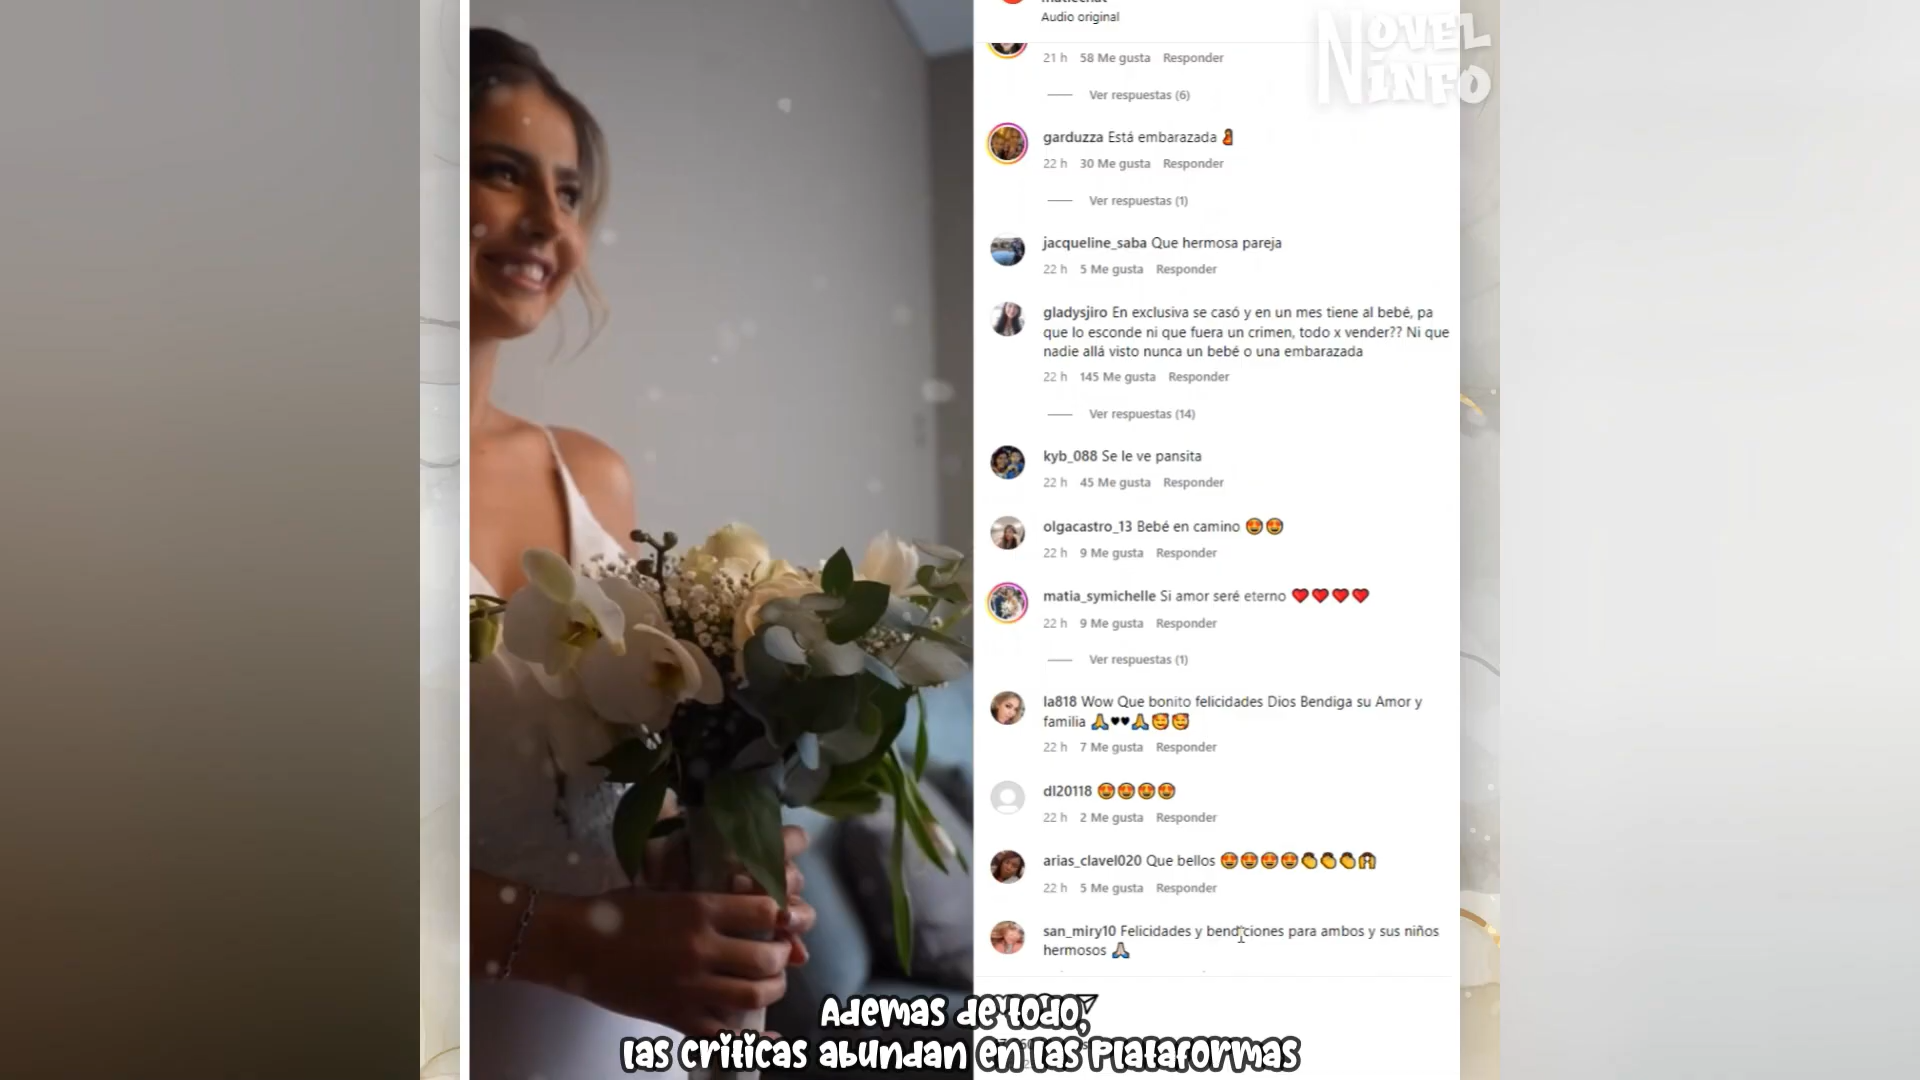 Audio original
NOVEL
INFO
21 h 58 Me gusta Responder
Ver respuestas (6)
garduzza Está embarazada 🤰
22 h 30 Me gusta Responder
Ver respuestas (1)
jacqueline_saba Que hermosa pareja
22 h 5 Me gusta Responder
gladysjiro En exclusiva se casó y en un mes tiene al bebé, pa
que lo esconde ni que fuera un crimen, todo x vender?? Ni que
nadie allá visto nunca un bebé o una embarazada
22 h 145 Me gusta Responder
Ver respuestas (14)
kyb_088 Se le ve pansita
22 h 45 Me gusta Responder
olgacastro_13 Bebé en camino 😍😍
22 h 9 Me gusta Responder
matia_symichelle Si amor seré eterno ❤️❤️❤️❤️
22 h 9 Me gusta Responder
Ver respuestas (1)
la818 Wow Que bonito felicidades Dios Bendiga su Amor y
familia 🙏♥♥🙏🥰🥰
22 h 7 Me gusta Responder
dl20118 😍😍😍😍
22 h 2 Me gusta Responder
arias_clavel020 Que bellos 😍😍😍😍👏👏👏🙌
22 h 5 Me gusta Responder
san_miry10 Felicidades y bendiciones para ambos y sus niños
hermosos 🙏
Ademas de todo,
las criticas abundan en las Plataformas